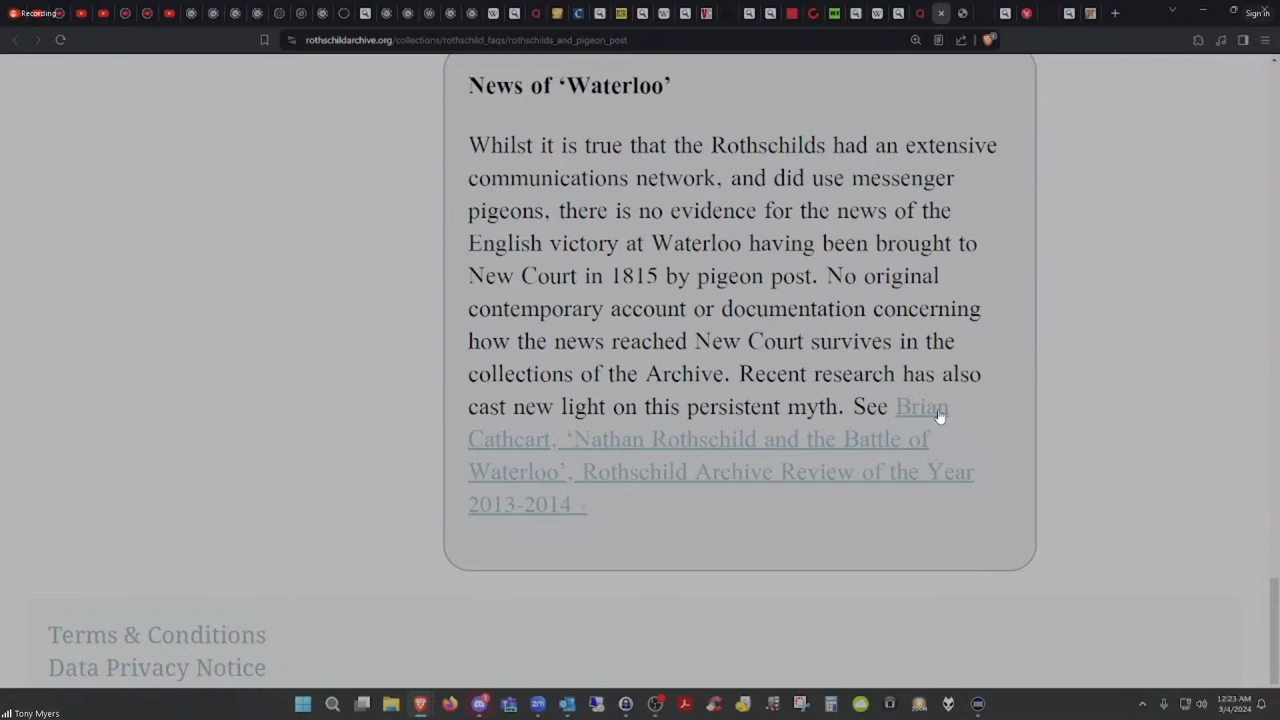 Recording
Sign in
rothschildarchive.org/collections/rothschild_faqs/rothschilds_and_pigeon_post
News of ‘Waterloo’
Whilst it is true that the Rothschilds had an extensive
communications network, and did use messenger
pigeons, there is no evidence for the news of the
English victory at Waterloo having been brought to
New Court in 1815 by pigeon post. No original
contemporary account or documentation concerning
how the news reached New Court survives in the
collections of the Archive. Recent research has also
cast new light on this persistent myth. See Brian
Cathcart, ‘Nathan Rothschild and the Battle of
Waterloo’, Rothschild Archive Review of the Year
2013-2014 »
Terms & Conditions
Data Privacy Notice
12:23 AM
3/4/2024
Tony Myers